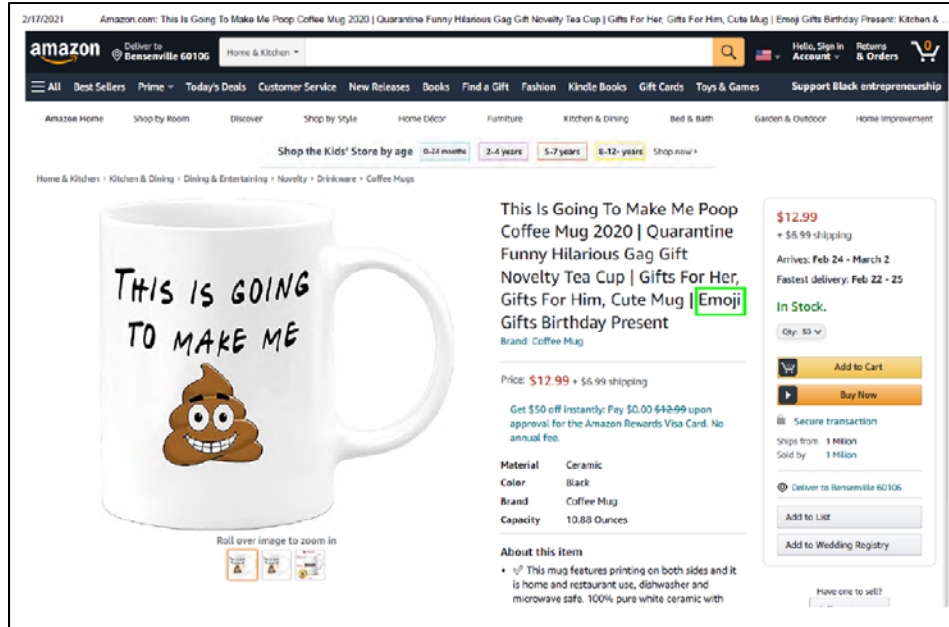 2/17/2021 Amazon.com: This Is Going To Make Me Poop Coffee Mug 2020 | Quarantine Funny Hilarious Gag Gift Novelty Tea Cup | Gifts For Her, Gifts For Him, Cute Mug | Emoji Gifts Birthday Present: Kitchen & ...
amazon
Deliver to
Bensenville 60106
Home & Kitchen
Hello, Sign in
Account
Returns
& Orders
0
All Best Sellers Prime Today's Deals Customer Service New Releases Books Find a Gift Fashion Kindle Books Gift Cards Toys & Games Support Black entrepreneurship
Amazon Home Shop by Room Discover Shop by Style Home Décor Furniture Kitchen & Dining Bed & Bath Garden & Outdoor Home Improvement
Shop the Kids' Store by age 0-24 months 2-4 years 5-7 years 8-12+ years Shop now ›
Home & Kitchen › Kitchen & Dining › Dining & Entertaining › Novelty › Drinkware › Coffee Mugs
THIS IS GOING
TO MAKE ME
Roll over image to zoom in
This Is Going To Make Me Poop
Coffee Mug 2020 | Quarantine
Funny Hilarious Gag Gift
Novelty Tea Cup | Gifts For Her,
Gifts For Him, Cute Mug | Emoji
Gifts Birthday Present
Brand: Coffee Mug
Price: $12.99 + $6.99 shipping
Get $50 off instantly: Pay $0.00 $12.99 upon
approval for the Amazon Rewards Visa Card. No
annual fee.
Material Ceramic
Color Black
Brand Coffee Mug
Capacity 10.88 Ounces
About this item
• This mug features printing on both sides and it
is home and restaurant use, dishwasher and
microwave safe. 100% pure white ceramic with
$12.99
+ $6.99 shipping
Arrives: Feb 24 - March 2
Fastest delivery: Feb 22 - 25
In Stock.
Qty: 30
Add to Cart
Buy Now
Secure transaction
Ships from 1 Milion
Sold by 1 Milion
Deliver to Bensenville 60106
Add to List
Add to Wedding Registry
Have one to sell?